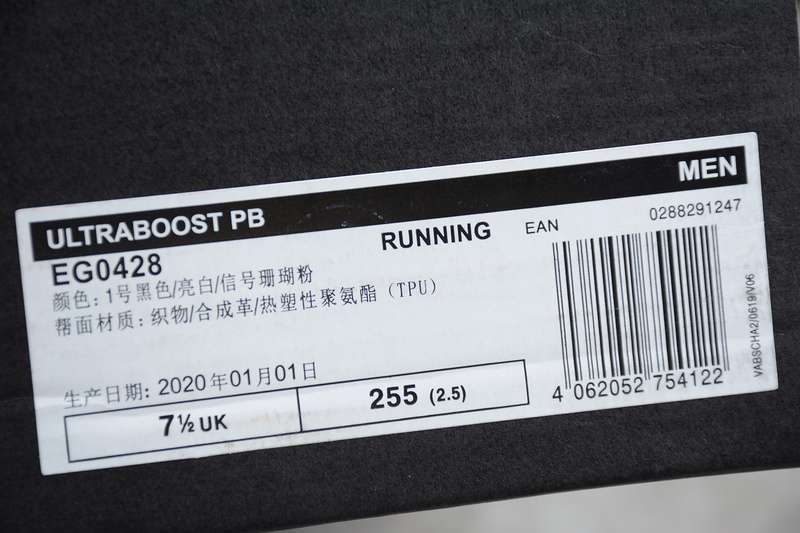 MEN
ULTRABOOST PB
EG0428
RUNNING
EAN
0288291247
颜色: 1号黑色/亮白/信号珊瑚粉
帮面材质: 织物/合成革/热塑性聚氨酯（TPU）
生产日期: 2020年01月01日
7½ UK
255 (2.5)
4 062052 754122
VABSCHA2/0619/V06